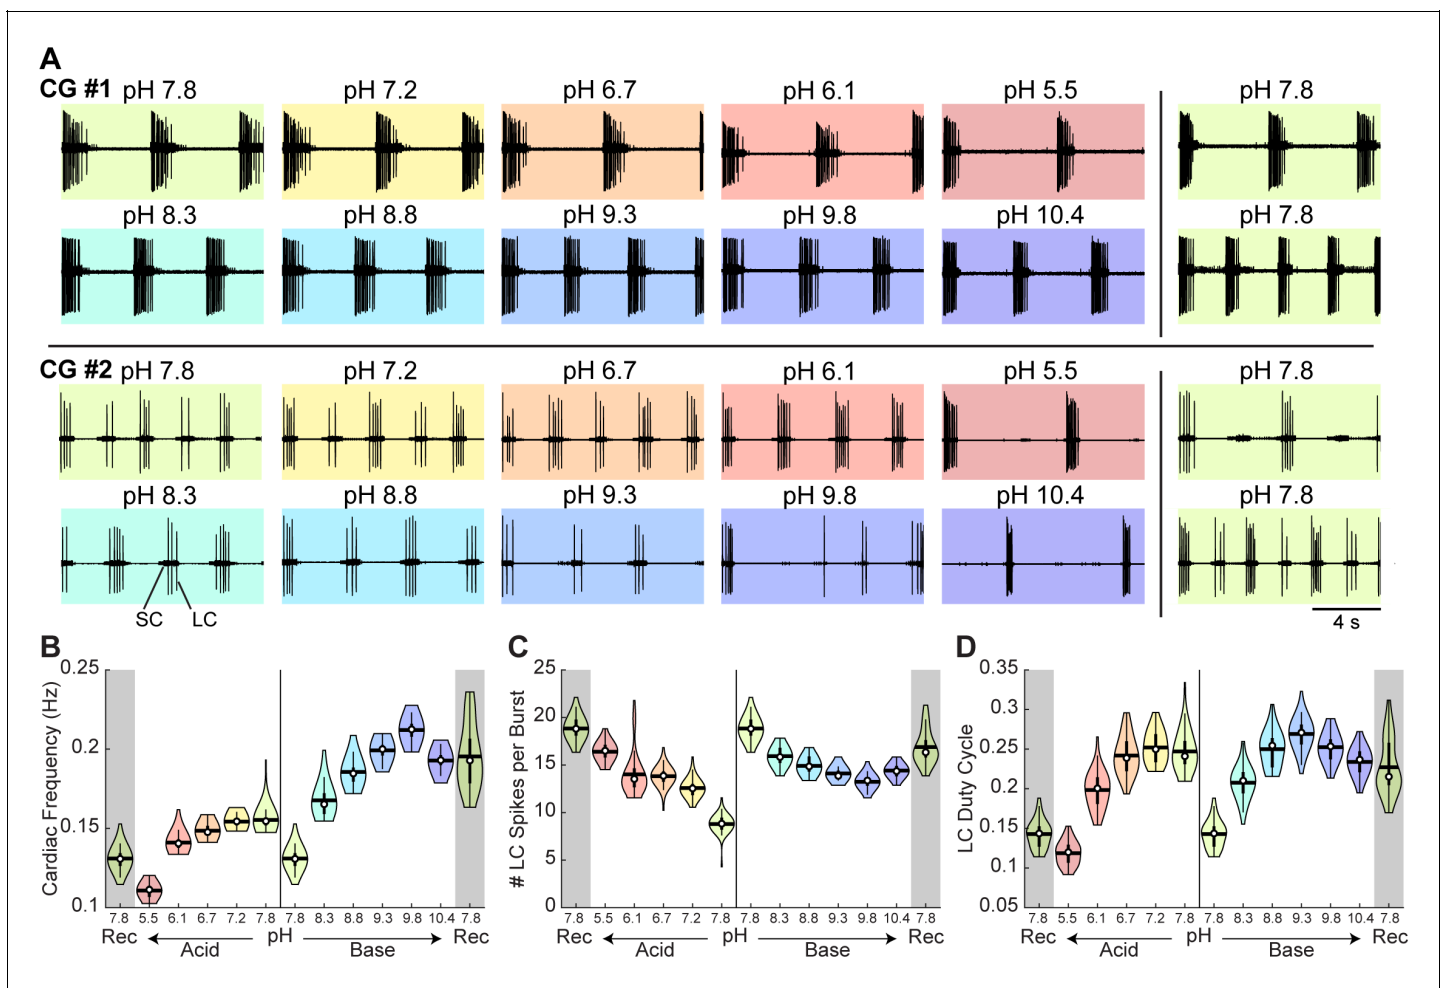 A
CG #1 pH 7.8 pH 7.2 pH 6.7 pH 6.1 pH 5.5 pH 7.8
pH 8.3 pH 8.8 pH 9.3 pH 9.8 pH 10.4 pH 7.8
CG #2 pH 7.8 pH 7.2 pH 6.7 pH 6.1 pH 5.5 pH 7.8
pH 8.3 pH 8.8 pH 9.3 pH 9.8 pH 10.4 pH 7.8
SC LC
4 s
B
Cardiac Frequency (Hz)
0.25
0.2
0.15
0.1
7.8 5.5 6.1 6.7 7.2 7.8 7.8 8.3 8.8 9.3 9.8 10.4 7.8
Rec pH Rec
Acid Base
C
# LC Spikes per Burst
25
20
15
10
5
0
7.8 5.5 6.1 6.7 7.2 7.8 7.8 8.3 8.8 9.3 9.8 10.4 7.8
Rec pH Rec
Acid Base
D
LC Duty Cycle
0.35
0.3
0.25
0.2
0.15
0.1
0.05
7.8 5.5 6.1 6.7 7.2 7.8 7.8 8.3 8.8 9.3 9.8 10.4 7.8
Rec pH Rec
Acid Base